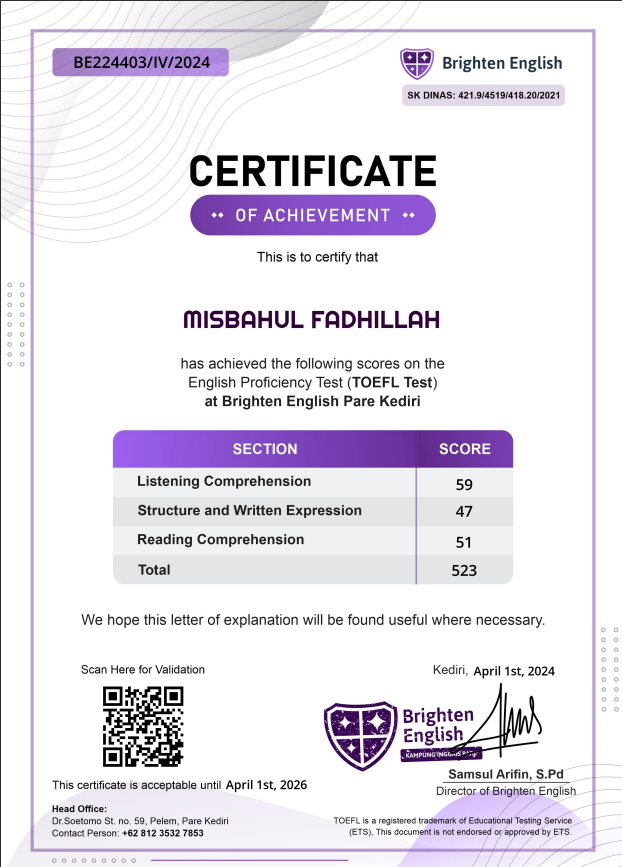 BE224403/IV/2024
Brighten English
SK DINAS: 421.9/4519/418.20/2021
CERTIFICATE
OF ACHIEVEMENT
This is to certify that
MISBAHUL FADHILLAH
has achieved the following scores on the
English Proficiency Test (TOEFL Test)
at Brighten English Pare Kediri
SECTION SCORE
Listening Comprehension 59
Structure and Written Expression 47
Reading Comprehension 51
Total 523
We hope this letter of explanation will be found useful where necessary.
Scan Here for Validation
Kediri, April 1st, 2024
Brighten
English
KAMPUNG INGGRIS PARE
Samsul Arifin, S.Pd
Director of Brighten English
This certificate is acceptable until April 1st, 2026
Head Office:
Dr.Soetomo St. no. 59, Pelem, Pare Kediri
Contact Person: +62 812 3532 7853
TOEFL is a registered trademark of Educational Testing Service
(ETS), This document is not endorsed or approved by ETS.